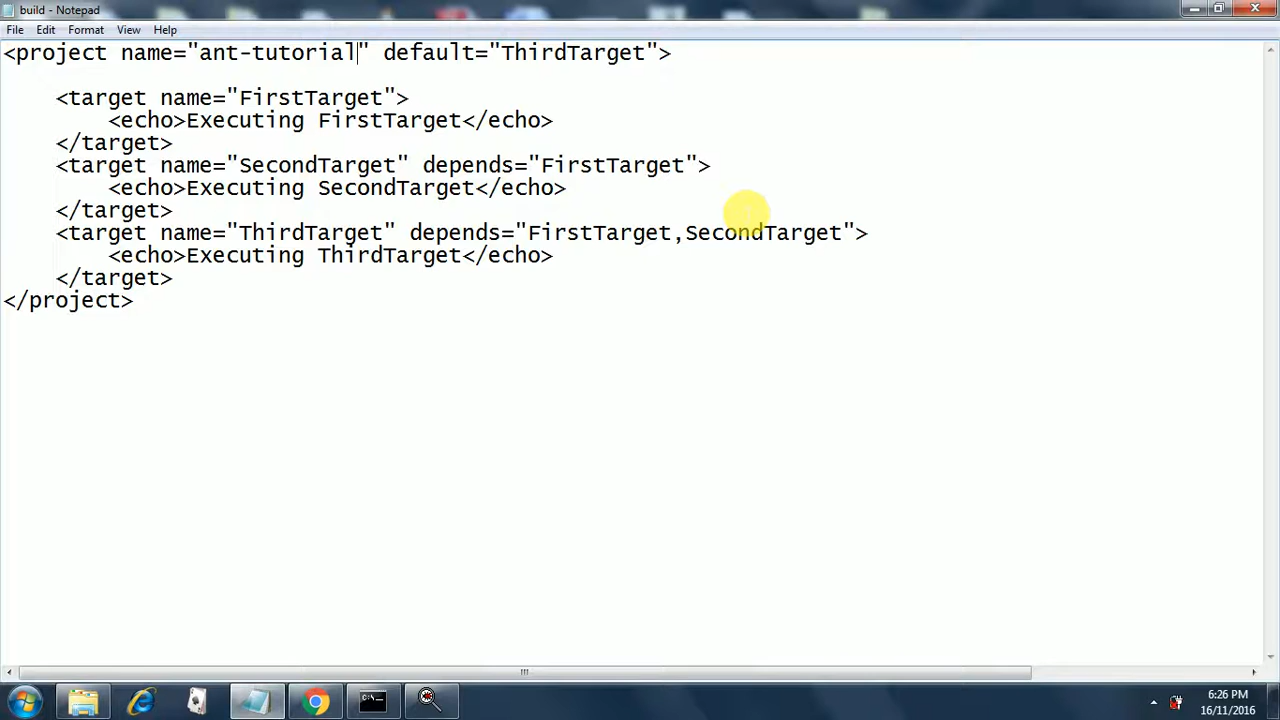 build - Notepad
File Edit Format View Help
<project name="ant-tutorial" default="ThirdTarget">
<target name="FirstTarget">
<echo>Executing FirstTarget</echo>
</target>
<target name="SecondTarget" depends="FirstTarget">
<echo>Executing SecondTarget</echo>
</target>
<target name="ThirdTarget" depends="FirstTarget,SecondTarget">
<echo>Executing ThirdTarget</echo>
</target>
</project>
6:26 PM
16/11/2016